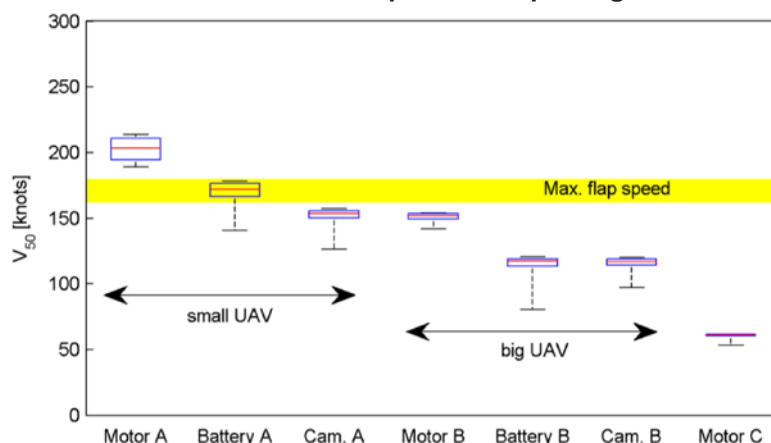 300
250
200
150
100
50
0
V50 [knots]
Max. flap speed
small UAV
big UAV
Motor A Battery A Cam. A Motor B Battery B Cam. B Motor C